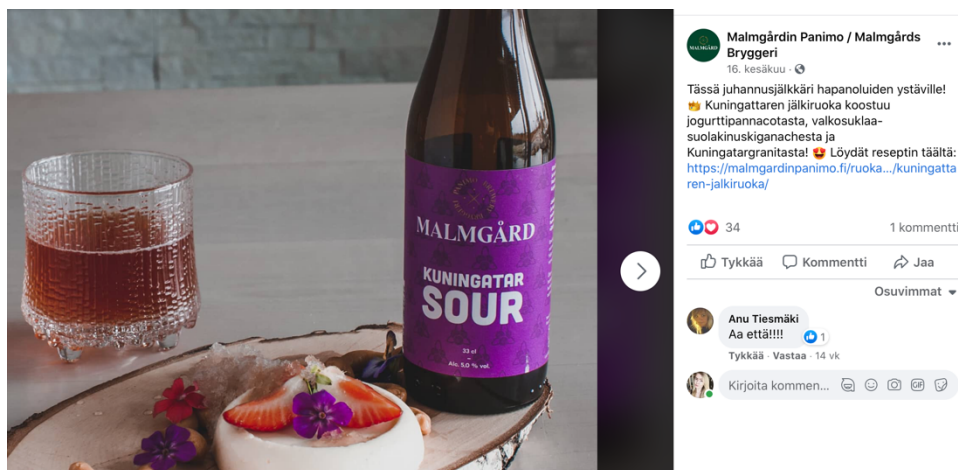 MALMGÅRD
KUNINGATAR
SOUR
33 cl
Alc. 5,0 % vol.
MALMGÅRD
Malmgårdin Panimo / Malmgårds
Bryggeri
16. kesäkuu ·
Tässä juhannusjälkkäri hapanoluiden ystäville!
Kuningattaren jälkiruoka koostuu
jogurttipannacotasta, valkosuklaa-
suolakinuskiganachesta ja
Kuningatargranitasta! Löydät reseptin täältä:
https://malmgardinpanimo.fi/ruoka.../kuningatta
ren-jalkiruoka/
34
1 kommentti
Tykkää Kommentti Jaa
Osuvimmat
Anu Tiesmäki
Aa että!!!!
1
Tykkää · Vastaa · 14 vk
Kirjoita kommen...
GIF